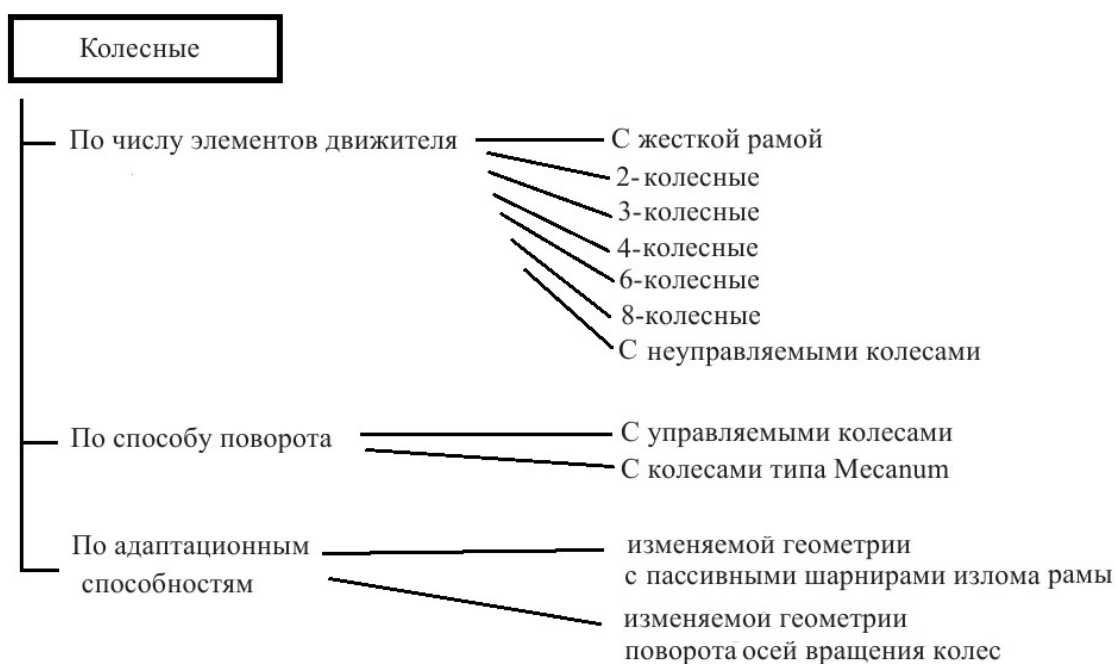 Колесные
По числу элементов движителя
С жесткой рамой
2-колесные
3-колесные
4-колесные
6-колесные
8-колесные
С неуправляемыми колесами
По способу поворота
С управляемыми колесами
С колесами типа Mecanum
По адаптационным
способностям
изменяемой геометрии
с пассивными шарнирами излома рамы
изменяемой геометрии
поворота осей вращения колес